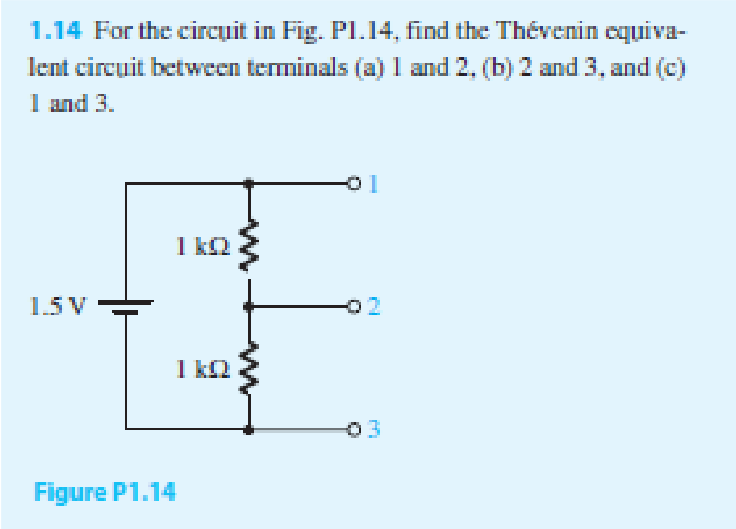 1.14 For the circuit in Fig. P1.14, find the Thévenin equiva-
lent circuit between terminals (a) 1 and 2, (b) 2 and 3, and (c)
1 and 3.
1
1 kΩ
1.5 V
2
1 kΩ
3
Figure P1.14